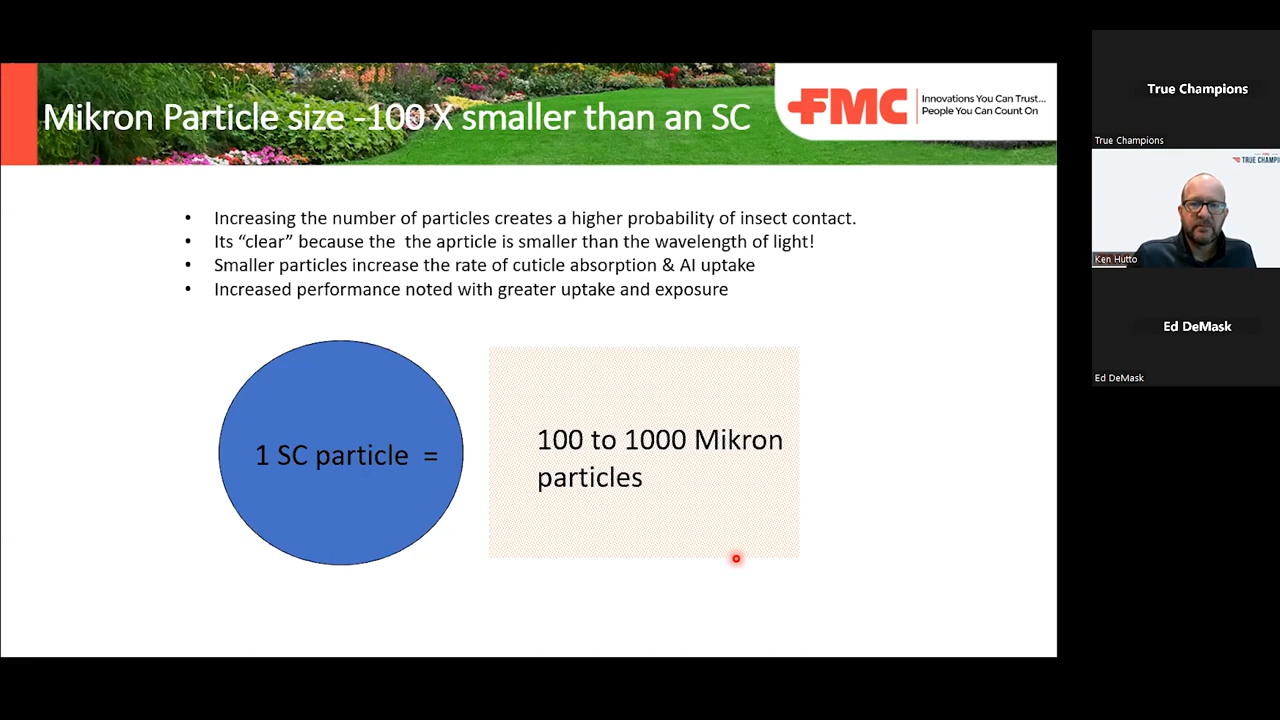 Mikron Particle size -100 X smaller than an SC
FMC
Innovations You Can Trust...
People You Can Count On
• Increasing the number of particles creates a higher probability of insect contact.
• Its “clear” because the  the aprticle is smaller than the wavelength of light!
• Smaller particles increase the rate of cuticle absorption & AI uptake
• Increased performance noted with greater uptake and exposure
1 SC particle  =
100 to 1000 Mikron
particles
True Champions
True Champions
TRUE CHAMPI
Ken Hutto
Ed DeMask
Ed DeMask